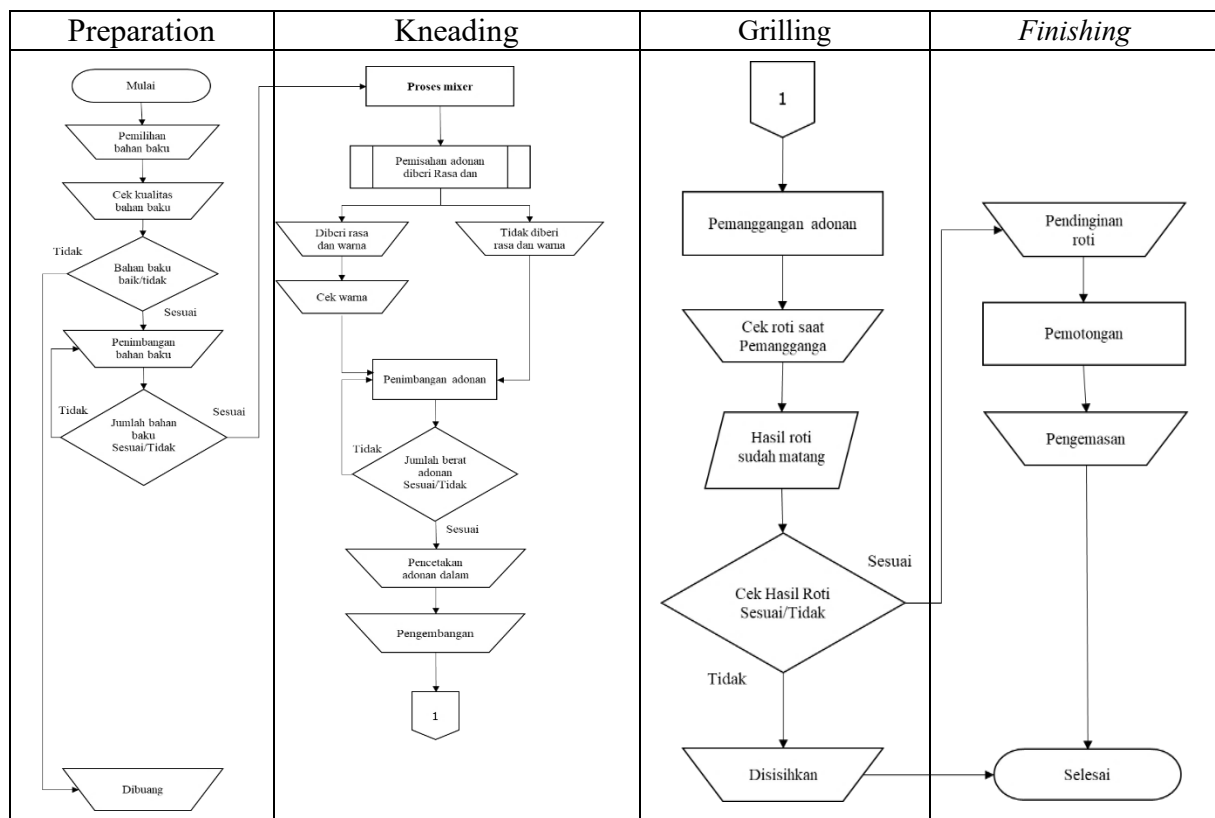 Preparation
Kneading
Grilling
Finishing
Mulai
Pemilihan
bahan baku
Cek kualitas
bahan baku
Tidak
Bahan baku
baik/tidak
Sesuai
Penimbangan
bahan baku
Tidak
Sesuai
Jumlah bahan
baku
Sesuai/Tidak
Dibuang
Proses mixer
Pemisahan adonan
diberi Rasa dan
Diberi rasa
dan warna
Tidak diberi
rasa dan warna
Cek warna
Penimbangan adonan
Tidak
Jumlah berat
adonan
Sesuai/Tidak
Sesuai
Pencetakan
adonan dalam
Pengembangan
1
1
Pemanggangan adonan
Cek roti saat
Pemangganga
Hasil roti
sudah matang
Sesuai
Cek Hasil Roti
Sesuai/Tidak
Tidak
Disisihkan
Pendinginan
roti
Pemotongan
Pengemasan
Selesai